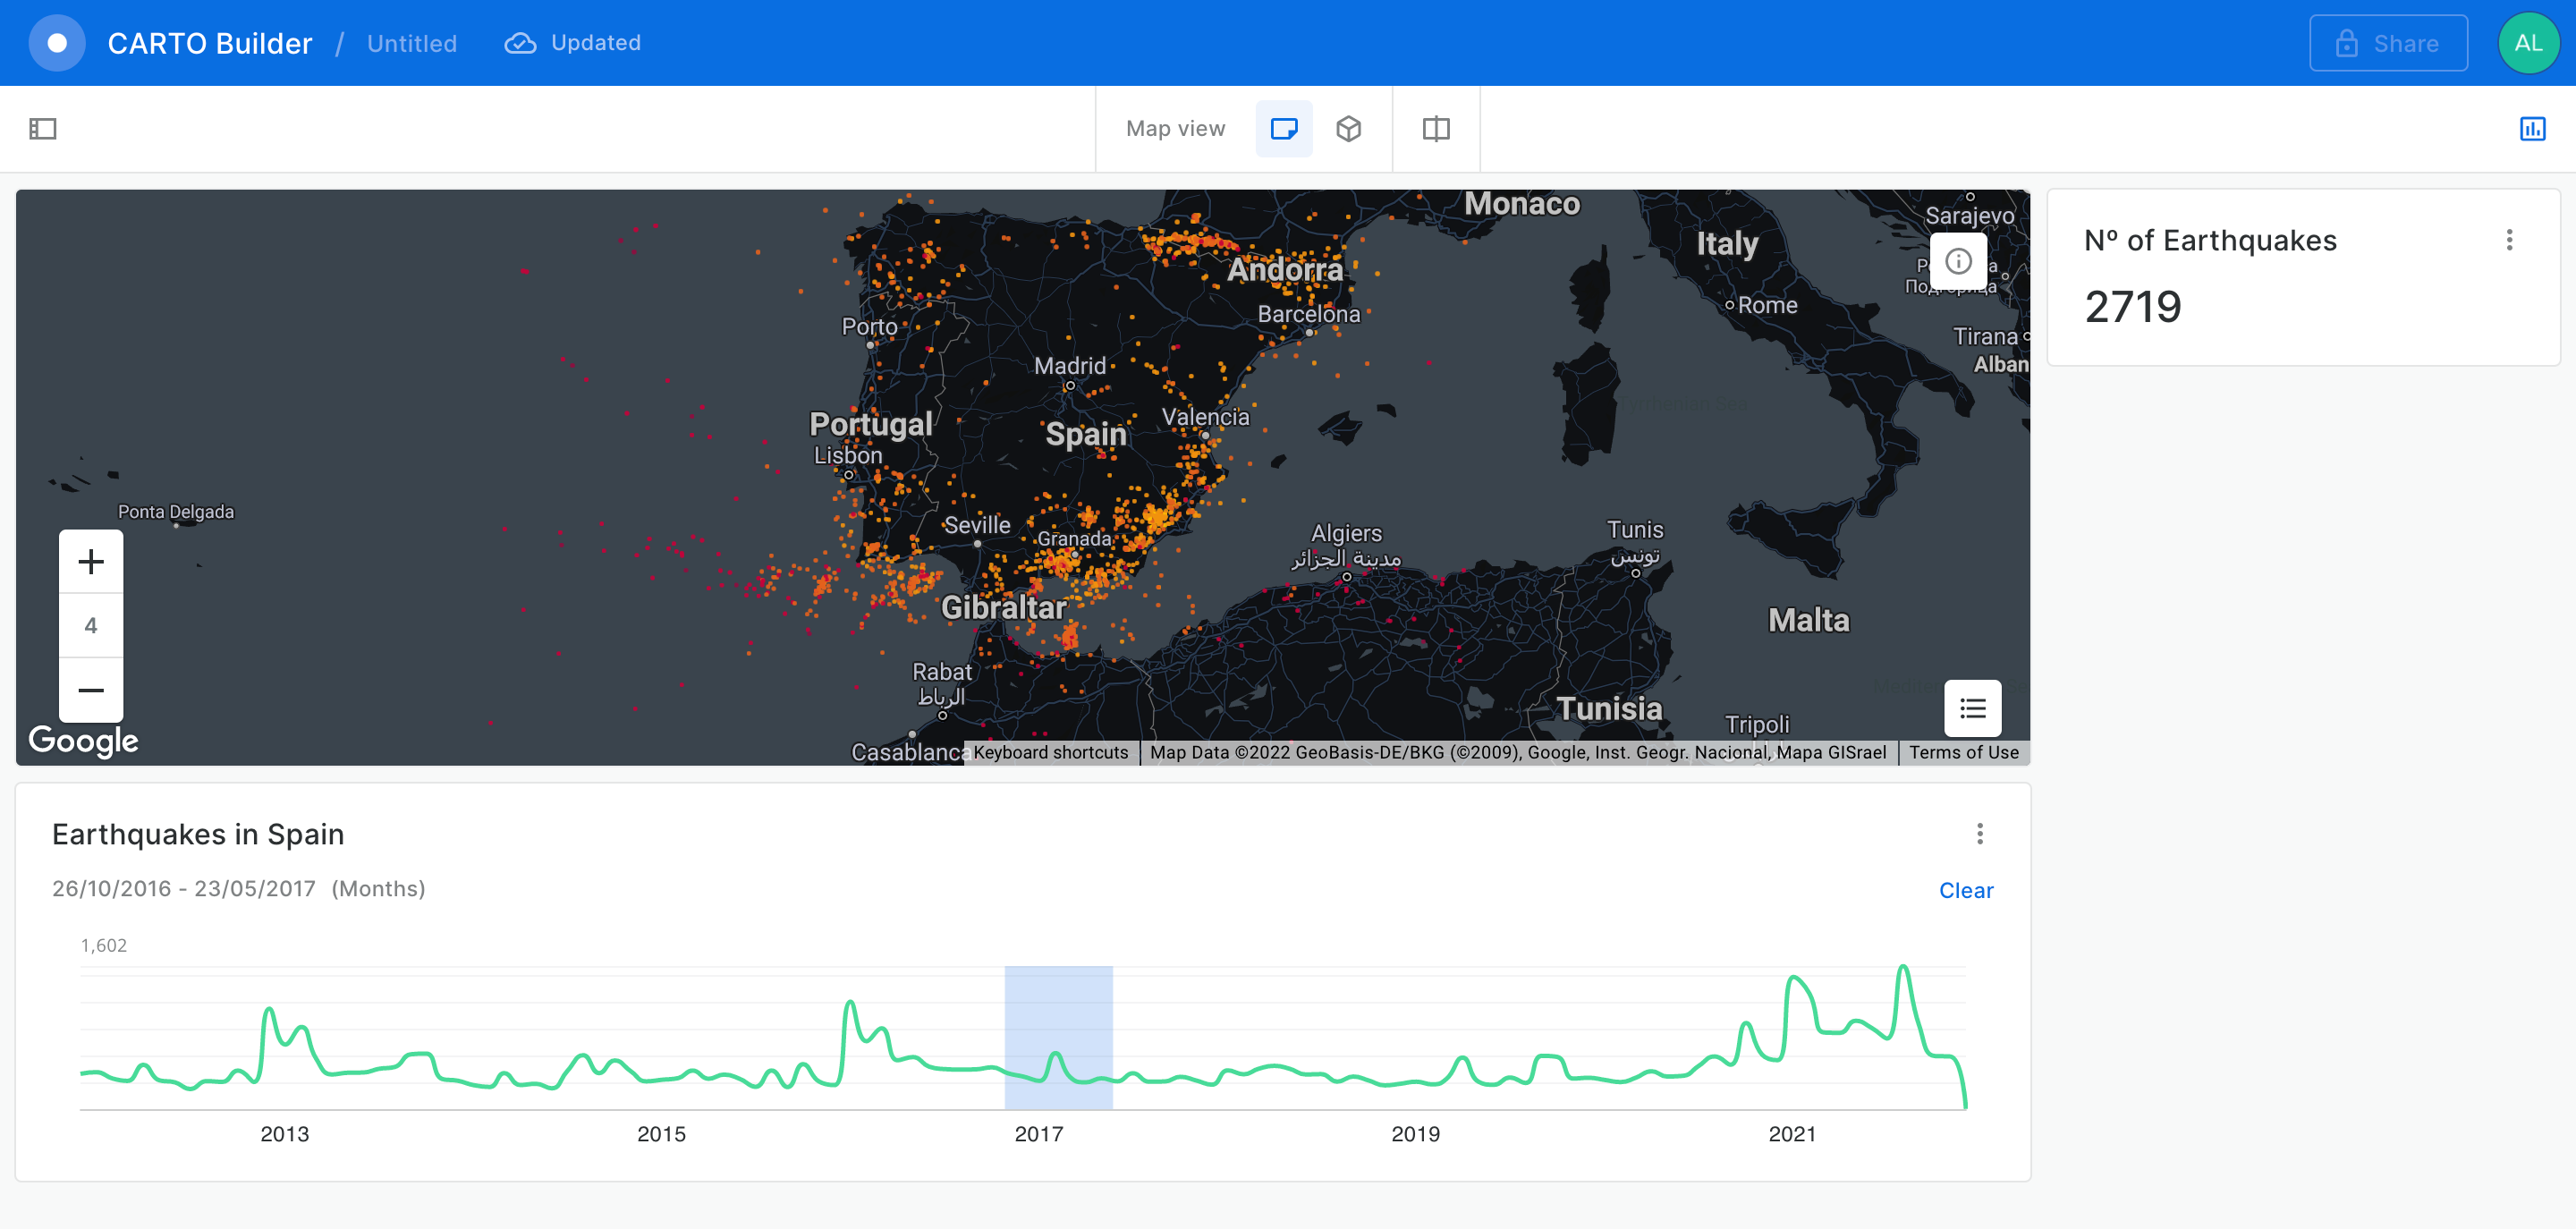 CARTO Builder / Untitled Updated
Share
AL
Map view
Monaco
Sarajevo
Italy
Andorra
Rome
Barcelona
Porto
Tirana
Alban
Madrid
Valencia
Portugal
Spain
Lisbon
Ponta Delgada
Seville
Granada
Algiers
مدينة الجزائر
Tunis
تونس
Gibraltar
Malta
4
Rabat
الرباط
Tunisia
Tripoli
Google
Casablanca
Keyboard shortcuts
Map Data ©2022 GeoBasis-DE/BKG (©2009), Google, Inst. Geogr. Nacional, Mapa GISrael
Terms of Use
Nº of Earthquakes
2719
Earthquakes in Spain
26/10/2016 - 23/05/2017 (Months)
Clear
1,602
2013 2015 2017 2019 2021